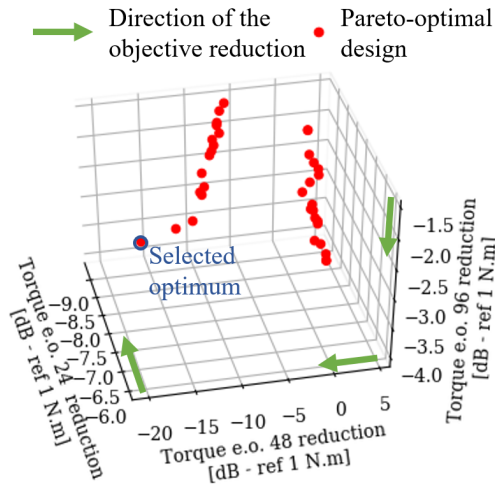 Direction of the
objective reduction
Pareto-optimal
design
Selected
optimum
Torque e.o. 24 reduction
[dB - ref 1 N.m]
-9.0
-8.5
-8.0
-7.5
-7.0
-6.5
-6.0
-20
-15
-10
-5
0
5
Torque e.o. 48 reduction
[dB - ref 1 N.m]
-1.5
-2.0
-2.5
-3.0
-3.5
-4.0
Torque e.o. 96 reduction
[dB - ref 1 N.m]